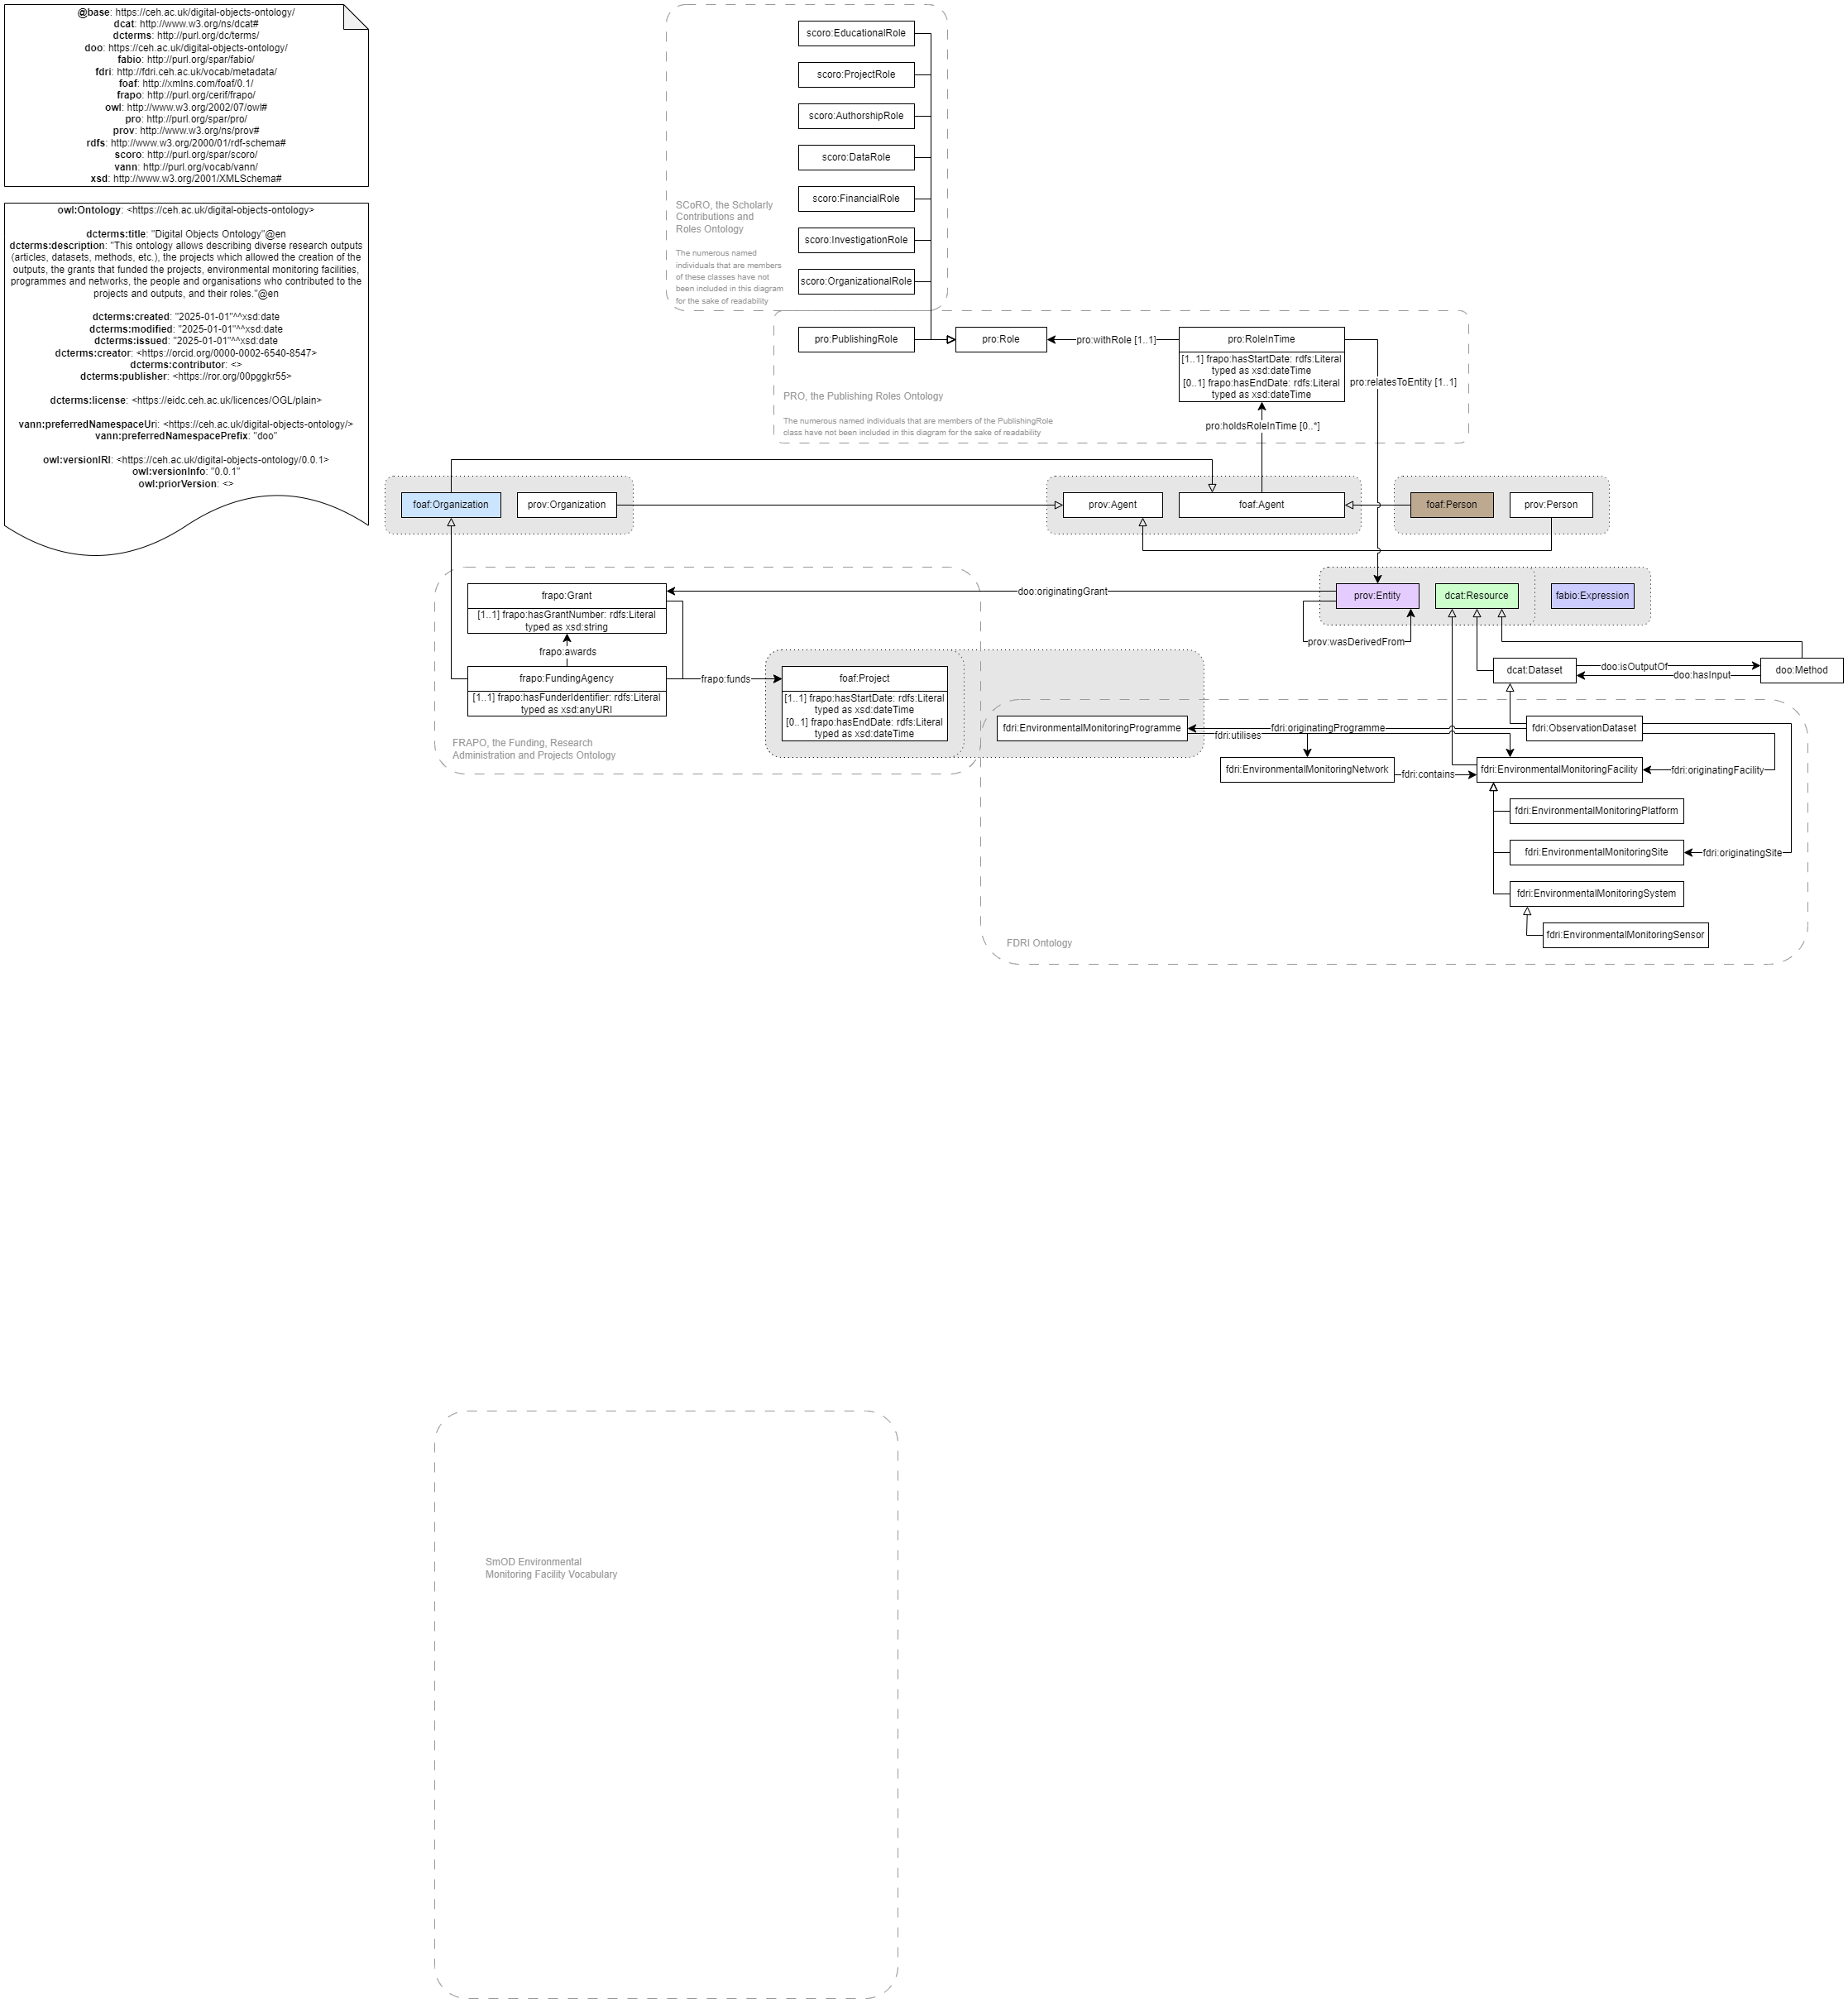 @base: https://ceh.ac.uk/digital-objects-ontology/
dcat: http://www.w3.org/ns/dcat#
dcterms: http://purl.org/dc/terms/
doo: https://ceh.ac.uk/digital-objects-ontology/
fabio: http://purl.org/spar/fabio/
fdri: http://fdri.ceh.ac.uk/vocab/metadata/
foaf: http://xmlns.com/foaf/0.1/
frapo: http://purl.org/cerif/frapo/
owl: http://www.w3.org/2002/07/owl#
pro: http://purl.org/spar/pro/
prov: http://www.w3.org/ns/prov#
rdfs: http://www.w3.org/2000/01/rdf-schema#
scoro: http://purl.org/spar/scoro/
vann: http://purl.org/vocab/vann/
xsd: http://www.w3.org/2001/XMLSchema#
owl:Ontology: <https://ceh.ac.uk/digital-objects-ontology>
dcterms:title: "Digital Objects Ontology"@en
dcterms:description: "This ontology allows describing diverse research outputs
(articles, datasets, methods, etc.), the projects which allowed the creation of the
outputs, the grants that funded the projects, environmental monitoring facilities,
programmes and networks, the people and organisations who contributed to the
projects and outputs, and their roles."@en
dcterms:created: "2025-01-01"^^xsd:date
dcterms:modified: "2025-01-01"^^xsd:date
dcterms:issued: "2025-01-01"^^xsd:date
dcterms:creator: <https://orcid.org/0000-0002-6540-8547>
dcterms:contributor: <>
dcterms:publisher: <https://ror.org/00pggkr55>
dcterms:license: <https://eidc.ceh.ac.uk/licences/OGL/plain>
vann:preferredNamespaceUri: <https://ceh.ac.uk/digital-objects-ontology/>
vann:preferredNamespacePrefix: "doo"
owl:versionIRI: <https://ceh.ac.uk/digital-objects-ontology/0.0.1>
owl:versionInfo: "0.0.1"
owl:priorVersion: <>
scoro:EducationalRole
scoro:ProjectRole
scoro:AuthorshipRole
scoro:DataRole
scoro:FinancialRole
scoro:InvestigationRole
scoro:OrganizationalRole
SCoRO, the Scholarly
Contributions and
Roles Ontology
The numerous named
individuals that are members
of these classes have not
been included in this diagram
for the sake of readability
pro:PublishingRole
pro:Role
pro:withRole [1..1]
pro:RoleInTime
[1..1] frapo:hasStartDate: rdfs:Literal
typed as xsd:dateTime
[0..1] frapo:hasEndDate: rdfs:Literal
typed as xsd:dateTime
pro:relatesToEntity [1..1]
PRO, the Publishing Roles Ontology
The numerous named individuals that are members of the PublishingRole
class have not been included in this diagram for the sake of readability
pro:holdsRoleInTime [0..*]
foaf:Organization
prov:Organization
prov:Agent
foaf:Agent
foaf:Person
prov:Person
frapo:Grant
[1..1] frapo:hasGrantNumber: rdfs:Literal
typed as xsd:string
doo:originatingGrant
prov:Entity
dcat:Resource
fabio:Expression
prov:wasDerivedFrom
frapo:awards
frapo:FundingAgency
[1..1] frapo:hasFunderIdentifier: rdfs:Literal
typed as xsd:anyURI
frapo:funds
foaf:Project
[1..1] frapo:hasStartDate: rdfs:Literal
typed as xsd:dateTime
[0..1] frapo:hasEndDate: rdfs:Literal
typed as xsd:dateTime
FRAPO, the Funding, Research
Administration and Projects Ontology
dcat:Dataset
doo:isOutputOf
doo:hasInput
doo:Method
fdri:EnvironmentalMonitoringProgramme
fdri:originatingProgramme
fdri:utilises
fdri:ObservationDataset
fdri:EnvironmentalMonitoringNetwork
fdri:contains
fdri:EnvironmentalMonitoringFacility
fdri:originatingFacility
fdri:EnvironmentalMonitoringPlatform
fdri:EnvironmentalMonitoringSite
fdri:originatingSite
fdri:EnvironmentalMonitoringSystem
fdri:EnvironmentalMonitoringSensor
FDRI Ontology
SmOD Environmental
Monitoring Facility Vocabulary